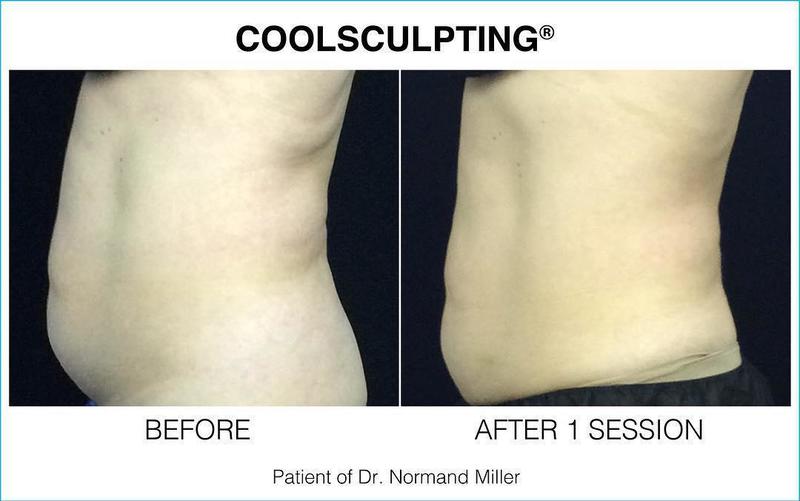 COOLSCULPTING®
BEFORE
AFTER 1 SESSION
Patient of Dr. Normand Miller